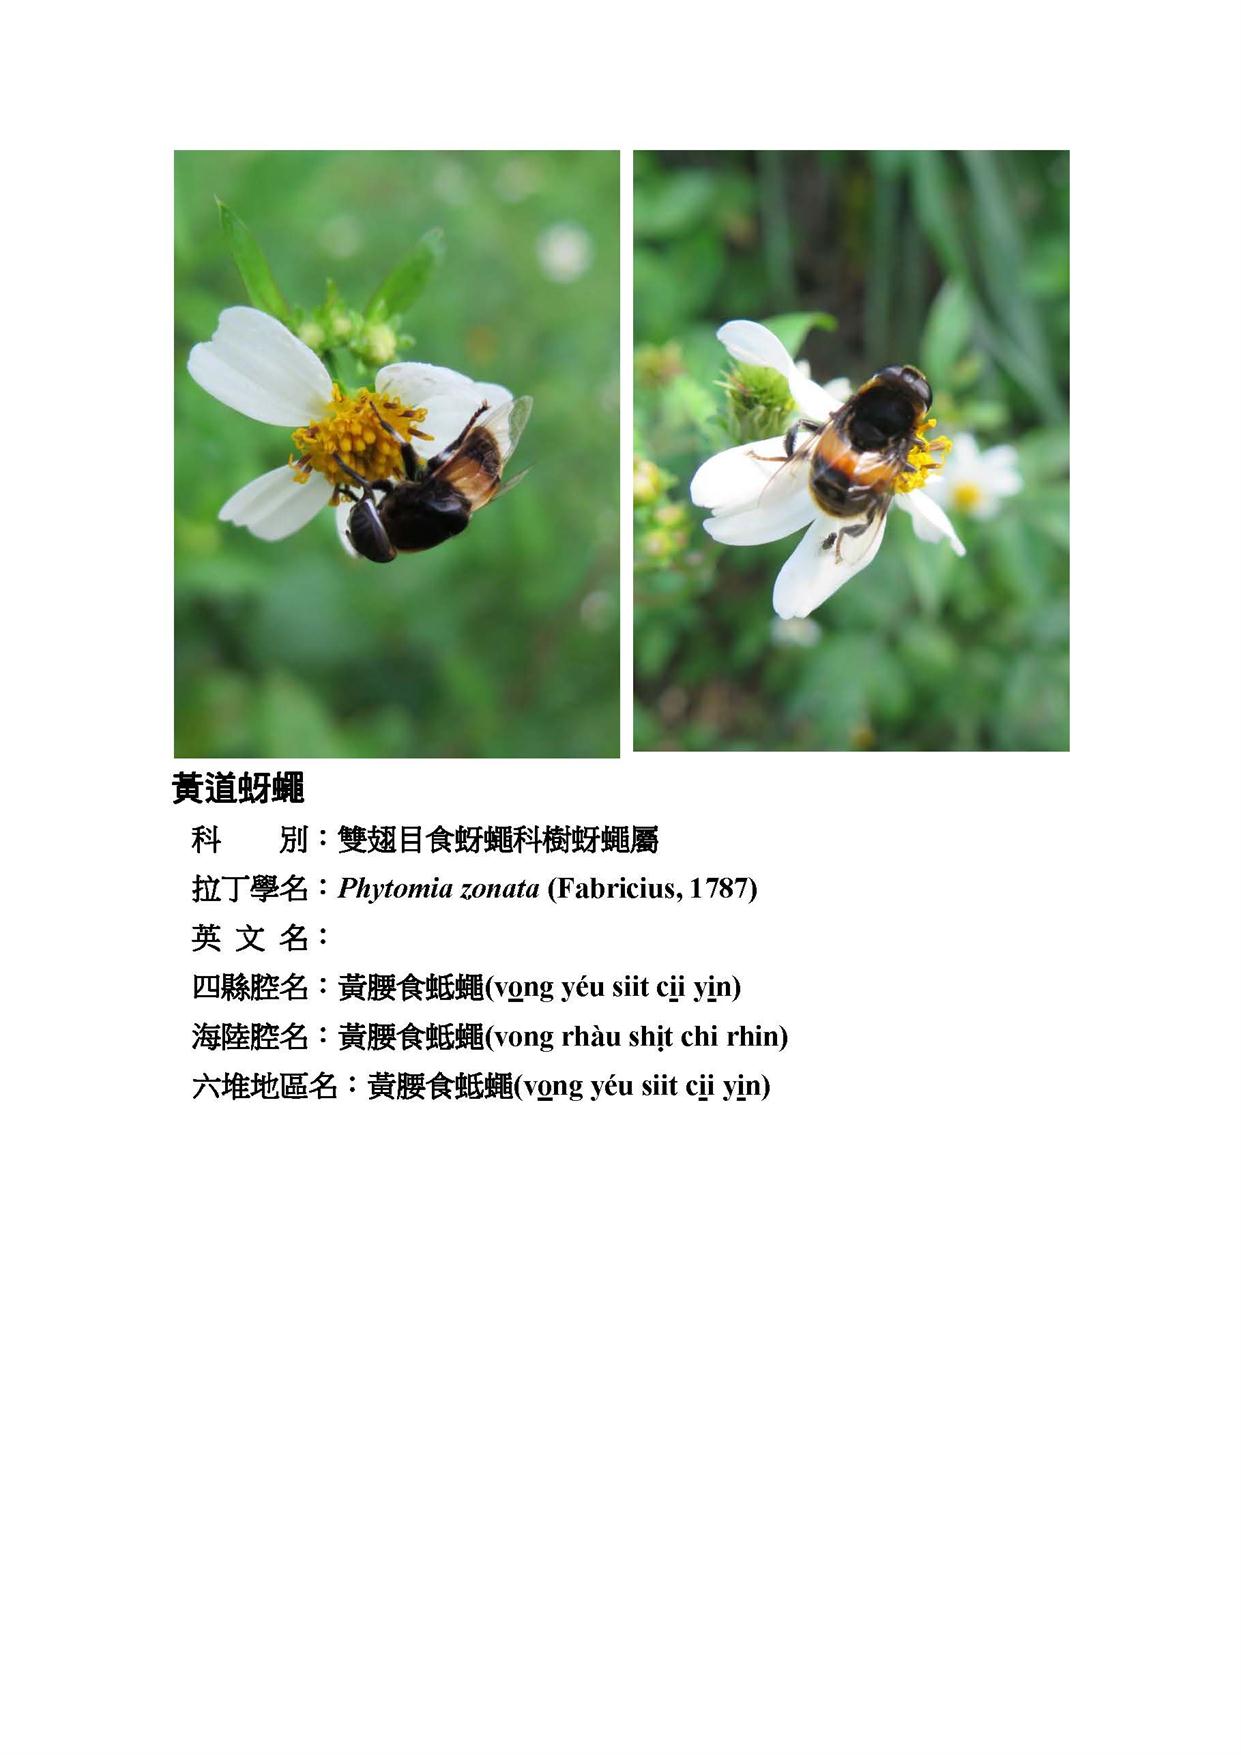 黃道蚜蠅
科　　別：雙翅目食蚜蠅科樹蚜蠅屬
拉丁學名：Phytomia zonata (Fabricius, 1787)
英 文 名：
四縣腔名：黃腰食蚳蠅(vo̲ng yéu siit ci̲i yi̲n)
海陸腔名：黃腰食蚳蠅(vong rhàu shịt chi rhin)
六堆地區名：黃腰食蚳蠅(vo̲ng yéu siit ci̲i yi̲n)